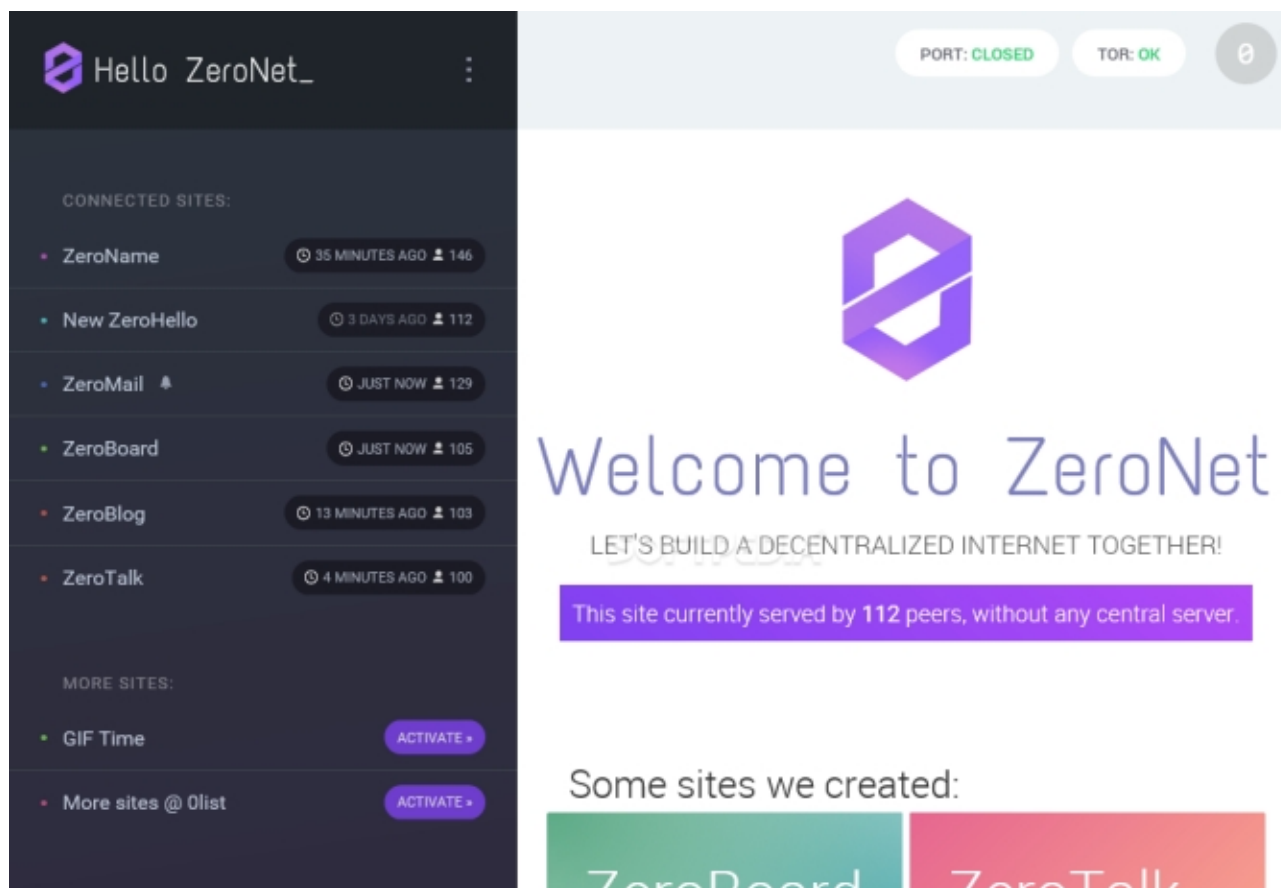 Hello ZeroNet_
PORT: CLOSED
TOR: OK
0
CONNECTED SITES:
ZeroName
35 MINUTES AGO 146
New ZeroHello
3 DAYS AGO 112
ZeroMail
JUST NOW 129
ZeroBoard
JUST NOW 105
ZeroBlog
13 MINUTES AGO 103
ZeroTalk
4 MINUTES AGO 100
MORE SITES:
GIF Time
ACTIVATE »
More sites @ 0list
ACTIVATE »
Welcome to ZeroNet
LET'S BUILD A DECENTRALIZED INTERNET TOGETHER!
SOFTPEDIA
This site currently served by 112 peers, without any central server.
Some sites we created:
ZeroBoard
ZeroTalk